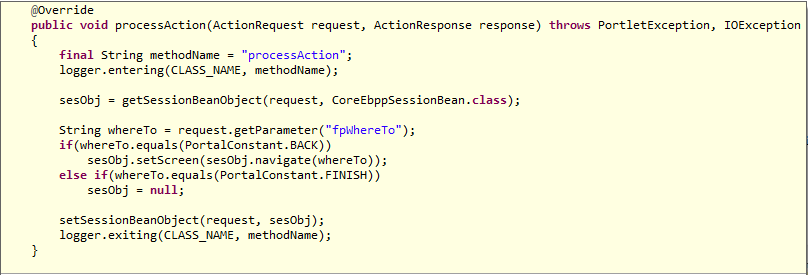 @Override
public void processAction(ActionRequest request, ActionResponse response) throws PortletException, IOException
{
    final String methodName = "processAction";
    logger.entering(CLASS_NAME, methodName);

    sesObj = getSessionBeanObject(request, CoreEbppSessionBean.class);

    String whereTo = request.getParameter("fpWhereTo");
    if(whereTo.equals(PortalConstant.BACK))
        sesObj.setScreen(sesObj.navigate(whereTo));
    else if(whereTo.equals(PortalConstant.FINISH))
        sesObj = null;

    setSessionBeanObject(request, sesObj);
    logger.exiting(CLASS_NAME, methodName);
}